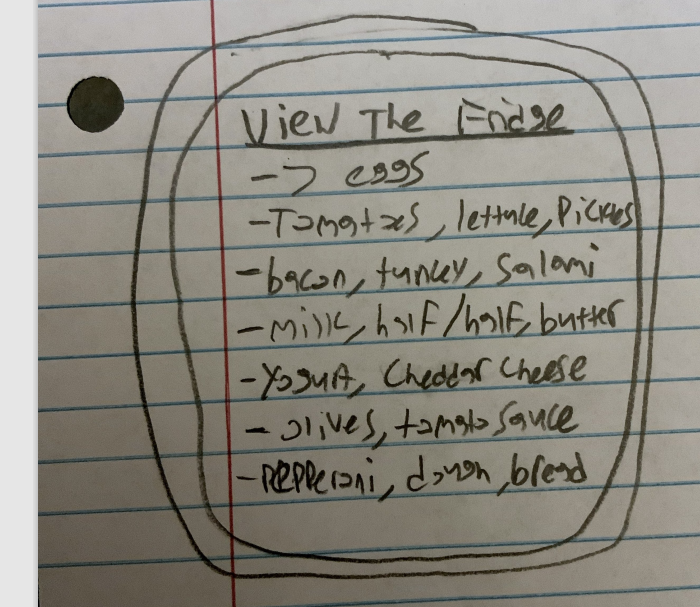 View The Fridge
-> eggs
-Tomatoes, lettuce, Pickles
-bacon, turkey, salami
-Milk, half/half, butter
-Yogurt, Cheddar Cheese
- olives, tomato sauce
-Pepperoni, dough, bread